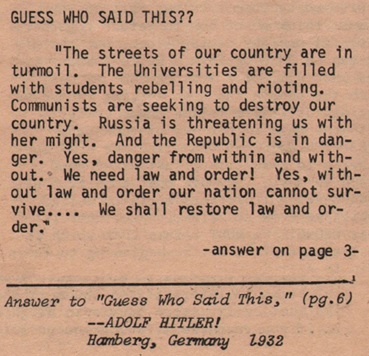 GUESS WHO SAID THIS??
"The streets of our country are in
turmoil. The Universities are filled
with students rebelling and rioting.
Communists are seeking to destroy our
country. Russia is threatening us with
her might. And the Republic is in dan-
ger. Yes, danger from within and with-
out. We need law and order! Yes, with-
out law and order our nation cannot sur-
vive.... We shall restore law and or-
der."
-answer on page 3-
Answer to "Guess Who Said This," (pg.6)
--ADOLF HITLER!
Hamberg, Germany 1932